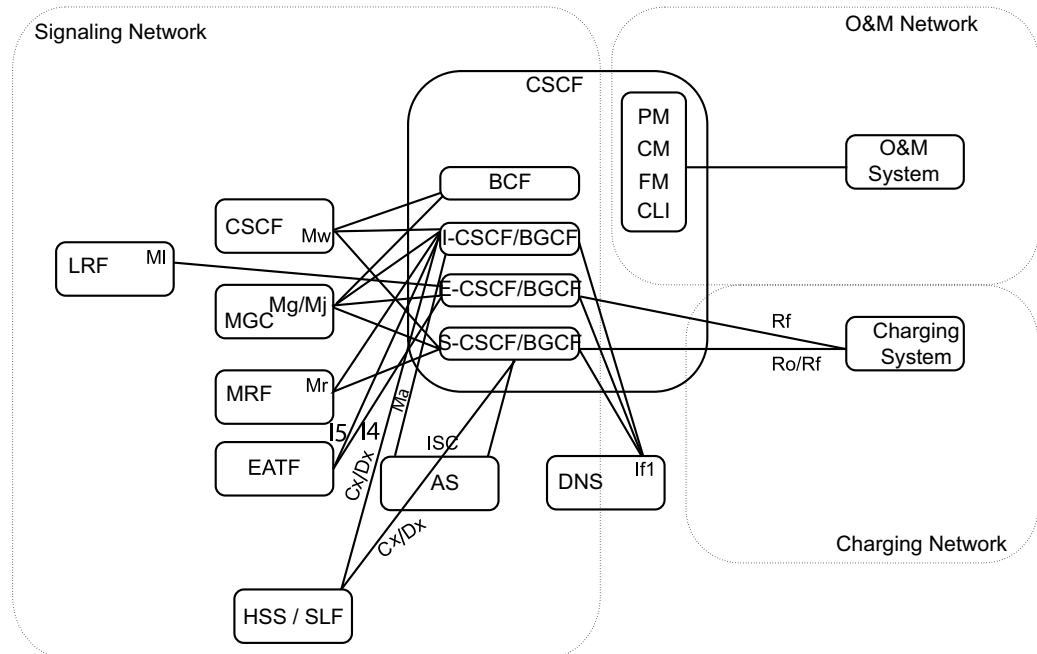 Signaling Network
O&M Network
CSCF
PM
CM
FM
CLI
O&M
System
BCF
CSCF
Mw
I-CSCF/BGCF
LRF
Ml
E-CSCF/BGCF
MGC
Mg/Mj
Rf
Charging
System
S-CSCF/BGCF
Ro/Rf
MRF
Mr
Ma
I5
I4
ISC
EATF
Cx/Dx
AS
DNS
If1
Cx/Dx
Charging Network
HSS / SLF